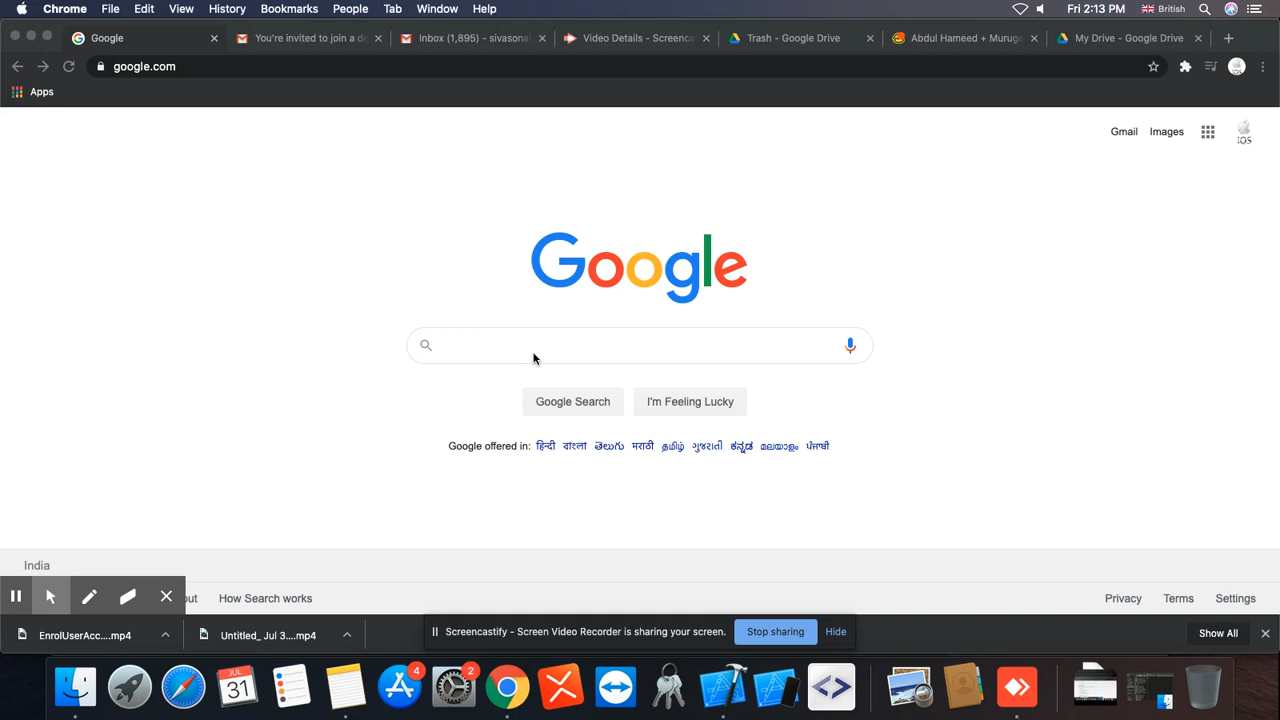 Chrome File Edit View History Bookmarks People Tab Window Help Fri 2:13 PM British
Google You're invited to join a de Inbox (1,895) - sivasonai Video Details - Screenca Trash - Google Drive Abdul Hameed + Muruge My Drive - Google Drive
google.com
Apps
Gmail Images
IOS
Google
Google Search I'm Feeling Lucky
Google offered in: हिन्दी বাংলা తెలుగు मराठी தமிழ் ગુજરાતી ಕನ್ನಡ മലയാളം ਪੰਜਾਬੀ
India
out How Search works Privacy Terms Settings
EnrolUserAcc....mp4 Untitled_ Jul 3....mp4 Screencastify - Screen Video Recorder is sharing your screen. Stop sharing Hide Show All
JUL 31 4 2